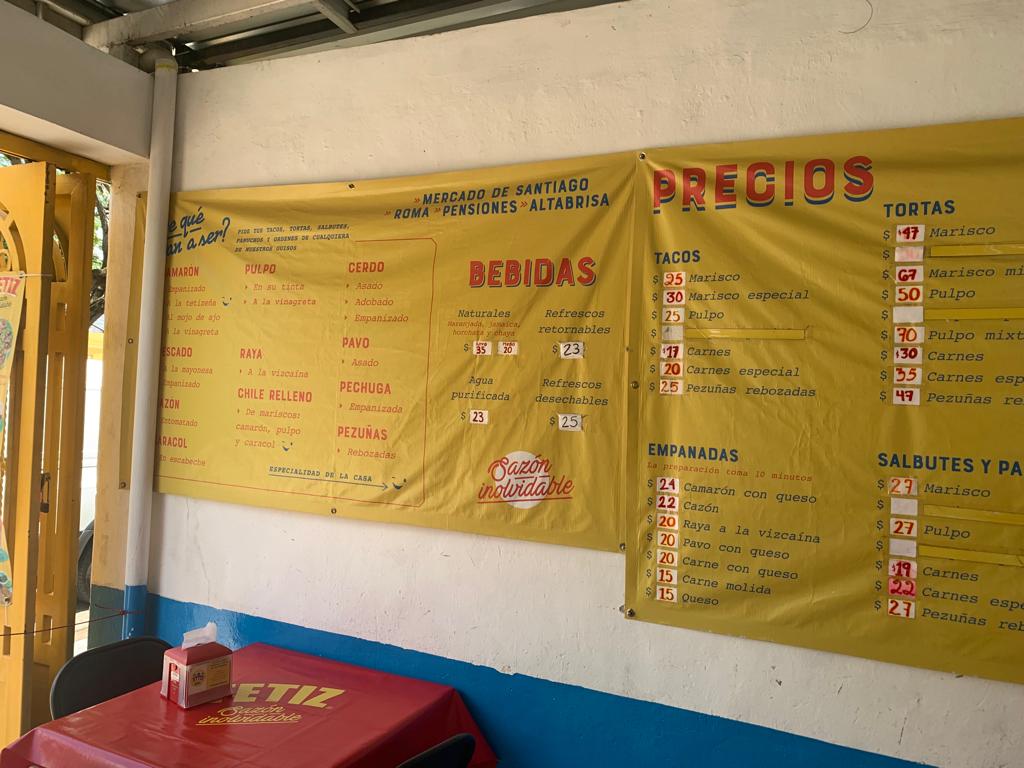 e qué
an a ser?
PIDE TUS TACOS, TORTAS, SALBUTES,
PANUCHOS Y ORDENES DE CUALQUIERA
DE NUESTROS GUISOS
AMARÓN
Empanizado
a la tetizeña
al mojo de ajo
a la vinagreta
ESCADO
A la mayonesa
Empanizado
AZÓN
Entomatado
ARACOL
En escabeche
PULPO
En su tinta
A la vinagreta
RAYA
A la vizcaína
CHILE RELLENO
De mariscos:
camarón, pulpo
y caracol
CERDO
Asado
Adobado
Empanizado
PAVO
Asado
PECHUGA
Empanizada
PEZUÑAS
Rebozadas
ESPECIALIDAD DE LA CASA
» MERCADO DE SANTIAGO
» ROMA » PENSIONES » ALTABRISA
BEBIDAS
Naturales
Naranjada, jamaica,
horchata y chaya
$ 35 20
Refrescos
retornables
$ 23
Agua
purificada
$ 23
Refrescos
desechables
$ 25
Sazón
inolvidable
PRECIOS
TACOS
$ 25 Marisco
$ 30 Marisco especial
$ 25 Pulpo
$
$ 17 Carnes
$ 20 Carnes especial
$ 25 Pezuñas rebozadas
EMPANADAS
La preparación toma 10 minutos
$ 24 Camarón con queso
$ 22 Cazón
$ 20 Raya a la vizcaína
$ 20 Pavo con queso
$ 20 Carne con queso
$ 15 Carne molida
$ 15 Queso
TORTAS
$ 47 Marisco
$
$ 67 Marisco mi
$ 50 Pulpo
$
$ 70 Pulpo mixt
$ 30 Carnes
$ 35 Carnes esp
$ 47 Pezuñas re
SALBUTES Y PA
$ 27 Marisco
$
$ 27 Pulpo
$
$ 19 Carnes
$ 22 Carnes espe
$ 27 Pezuñas reb
TETIZ
Sazón
inolvidable